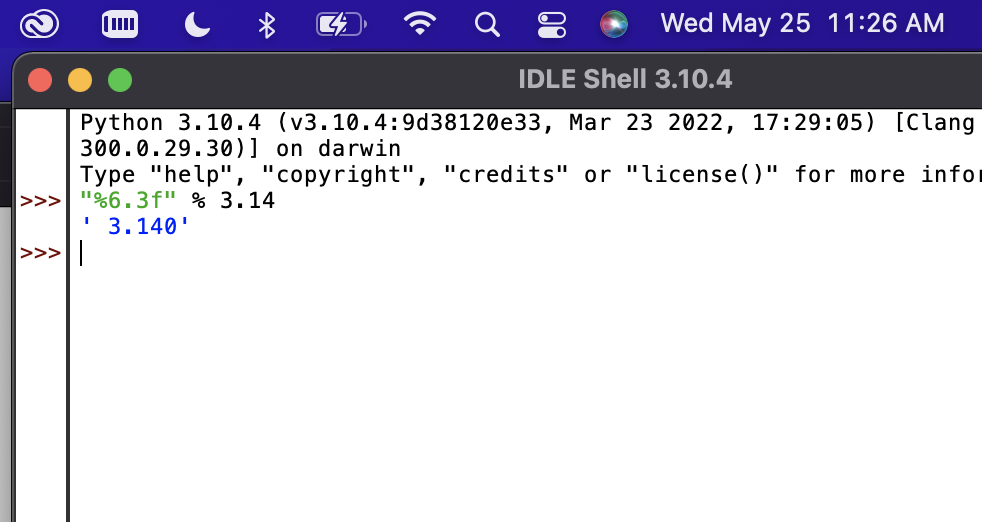 Wed May 25 11:26 AM
IDLE Shell 3.10.4
Python 3.10.4 (v3.10.4:9d38120e33, Mar 23 2022, 17:29:05) [Clang
300.0.29.30)] on darwin
Type "help", "copyright", "credits" or "license()" for more infor
>>> "%6.3f" % 3.14
' 3.140'
>>>